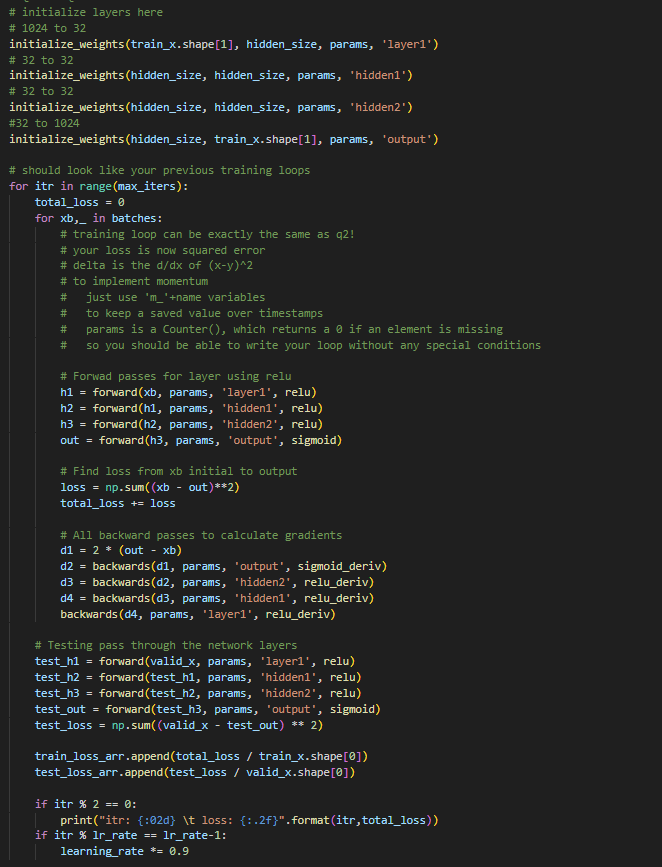 # initialize layers here
# 1024 to 32
initialize_weights(train_x.shape[1], hidden_size, params, 'layer1')
# 32 to 32
initialize_weights(hidden_size, hidden_size, params, 'hidden1')
# 32 to 32
initialize_weights(hidden_size, hidden_size, params, 'hidden2')
#32 to 1024
initialize_weights(hidden_size, train_x.shape[1], params, 'output')
# should look like your previous training loops
for itr in range(max_iters):
    total_loss = 0
    for xb,_ in batches:
        # training loop can be exactly the same as q2!
        # your loss is now squared error
        # delta is the d/dx of (x-y)^2
        # to implement momentum
        #   just use 'm_'+name variables
        #   to keep a saved value over timestamps
        #   params is a Counter(), which returns a 0 if an element is missing
        #   so you should be able to write your loop without any special conditions
        # Forwad passes for layer using relu
        h1 = forward(xb, params, 'layer1', relu)
        h2 = forward(h1, params, 'hidden1', relu)
        h3 = forward(h2, params, 'hidden2', relu)
        out = forward(h3, params, 'output', sigmoid)
        # Find loss from xb initial to output
        loss = np.sum((xb - out)**2)
        total_loss += loss
        # All backward passes to calculate gradients
        d1 = 2 * (out - xb)
        d2 = backwards(d1, params, 'output', sigmoid_deriv)
        d3 = backwards(d2, params, 'hidden2', relu_deriv)
        d4 = backwards(d3, params, 'hidden1', relu_deriv)
        backwards(d4, params, 'layer1', relu_deriv)
    # Testing pass through the network layers
    test_h1 = forward(valid_x, params, 'layer1', relu)
    test_h2 = forward(test_h1, params, 'hidden1', relu)
    test_h3 = forward(test_h2, params, 'hidden2', relu)
    test_out = forward(test_h3, params, 'output', sigmoid)
    test_loss = np.sum((valid_x - test_out) ** 2)
    train_loss_arr.append(total_loss / train_x.shape[0])
    test_loss_arr.append(test_loss / valid_x.shape[0])
    if itr % 2 == 0:
        print("itr: {:02d} \t loss: {:.2f}".format(itr,total_loss))
    if itr % lr_rate == lr_rate-1:
        learning_rate *= 0.9